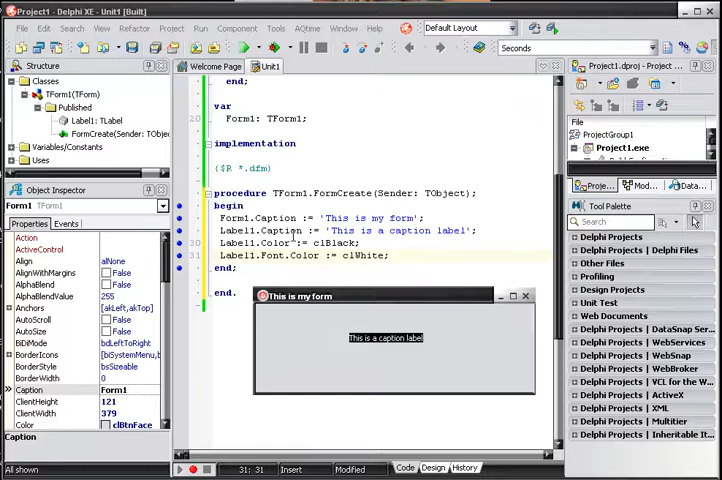 Project1 - Delphi XE - Unit1 [Built]
File Edit Search View Refactor Project Run Component Tools AQtime Window Help Default Layout
Seconds
Structure
Classes
TForm1(TForm)
Published
Label1: TLabel
FormCreate(Sender: TObje
Variables/Constants
Uses
Object Inspector
Form1 TForm1
Properties Events
Action
ActiveControl
Align alNone
AlignWithMargins False
AlphaBlend False
AlphaBlendValue 255
Anchors [akLeft,akTop]
AutoScroll False
AutoSize False
BiDiMode bdLeftToRight
BorderIcons [biSystemMenu,b
BorderStyle bsSizeable
BorderWidth 0
Caption Form1
ClientHeight 121
ClientWidth 379
Color clBtnFace
Caption
All shown
Welcome Page Unit1
end;
var
20 Form1: TForm1;
implementation
{$R *.dfm}
procedure TForm1.FormCreate(Sender: TObject);
begin
Form1.Caption := 'This is my form';
Label1.Caption := 'This is a caption label';
30 Label1.Color := clBlack;
31 Label1.Font.Color := clWhite;
end;
end.
This is my form
This is a caption label
31: 31 Insert Modified Code Design History
Project1.dproj - Project ...
File
ProjectGroup1
Project1.exe
Proje... Mod... Data...
Tool Palette
Search
Delphi Projects
Delphi Projects | Delphi Files
Other Files
Profiling
Design Projects
Unit Test
Web Documents
Delphi Projects | DataSnap Ser...
Delphi Projects | WebServices
Delphi Projects | WebSnap
Delphi Projects | WebBroker
Delphi Projects | VCL for the W...
Delphi Projects | ActiveX
Delphi Projects | XML
Delphi Projects | Multitier
Delphi Projects | Inheritable It...